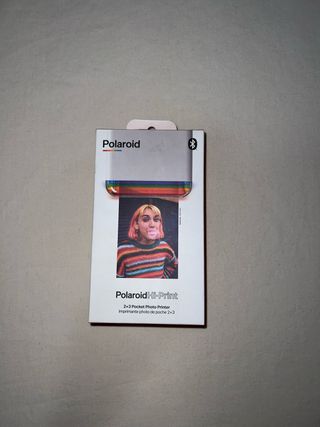 Polaroid
PolaroidHi·Print
2×3 Pocket Photo Printer
Imprimante photo de poche 2×3